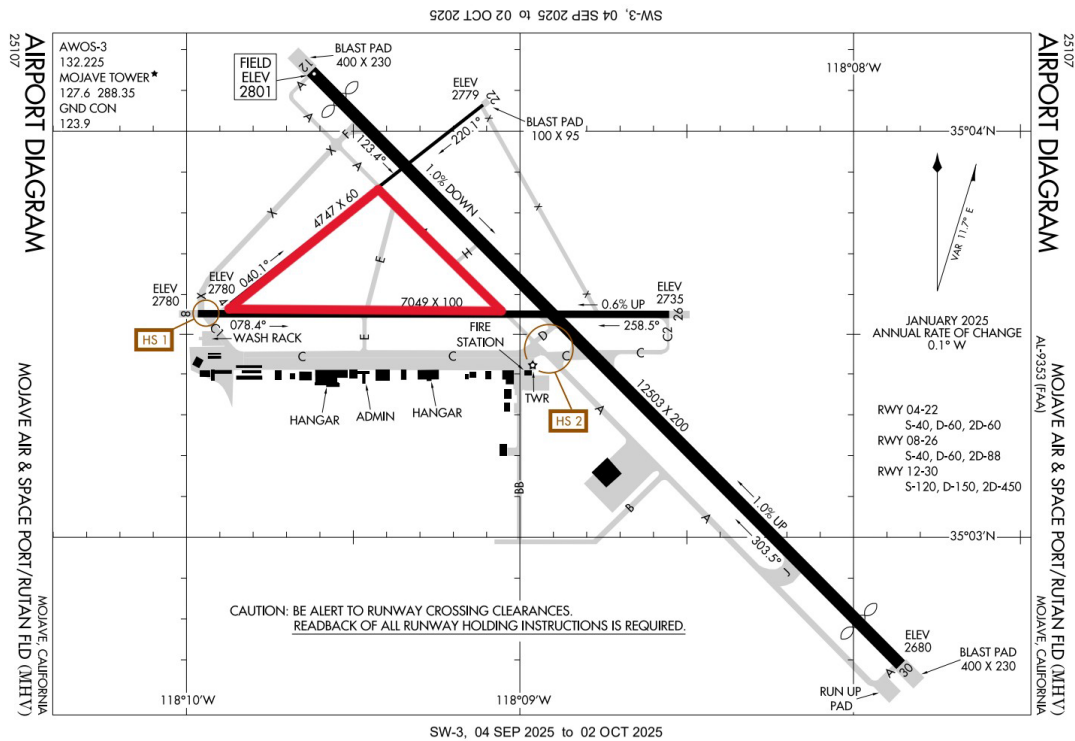 SW-3, 04 SEP 2025 to 02 OCT 2025
25107
AIRPORT DIAGRAM
MOJAVE AIR & SPACE PORT/RUTAN FLD (MHV)
MOJAVE, CALIFORNIA
AWOS-3
132.225
MOJAVE TOWER★
127.6 288.35
GND CON
123.9
FIELD
ELEV
2801
BLAST PAD
400 X 230
12
A
A
F
X
123.4°
A
ELEV
2779
22
BLAST PAD
100 X 95
220.1°
X
1.0% DOWN
118°08'W
35°04'N
VAR 11.7° E
JANUARY 2025
ANNUAL RATE OF CHANGE
0.1° W
4747 X 60
X
X
H
E
040.1°
ELEV
2780
ELEV
2780
X
4
8
HS 1
C1
WASH RACK
078.4°
7049 X 100
E
C
C
FIRE
STATION
D
C
C
C2
0.6% UP
258.5°
ELEV
2735
26
X
HANGAR
ADMIN
HANGAR
TWR
HS 2
A
12503 X 200
BB
B
A
1.0% UP
303.5°
J
RWY 04-22
S-40, D-60, 2D-60
RWY 08-26
S-40, D-60, 2D-88
RWY 12-30
S-120, D-150, 2D-450
35°03'N
CAUTION: BE ALERT TO RUNWAY CROSSING CLEARANCES.
READBACK OF ALL RUNWAY HOLDING INSTRUCTIONS IS REQUIRED.
ELEV
2680
A
30
BLAST PAD
400 X 230
RUN UP
PAD
118°10'W
118°09'W
25107
AIRPORT DIAGRAM
AL-9353 (FAA)
MOJAVE AIR & SPACE PORT/RUTAN FLD (MHV)
MOJAVE, CALIFORNIA
SW-3, 04 SEP 2025 to 02 OCT 2025